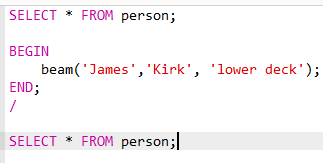 SELECT * FROM person;
BEGIN
beam('James','Kirk', 'lower deck');
END;
/
SELECT * FROM person;